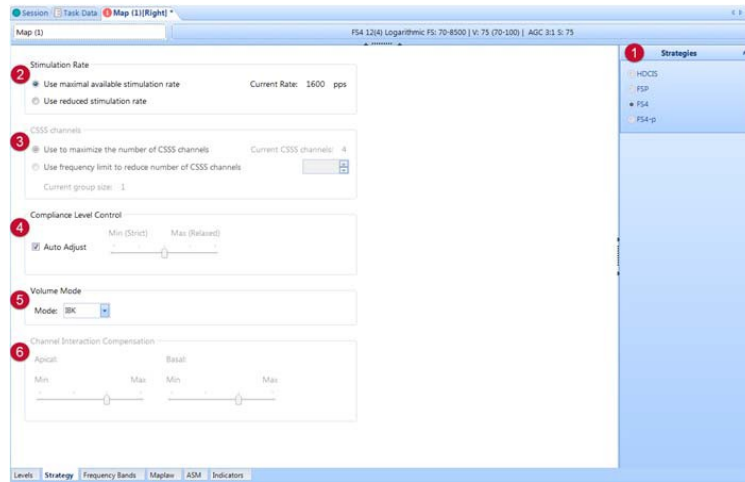 Session Task Data Map (1)[Right] *
Map (1) FS4 12(4) Logarithmic FS: 70-8500 | V: 75 (70-100) | AGC 3:1 S: 75
1 Strategies
HDCIS
FSP
FS4
FS4-p
Stimulation Rate
2 Use maximal available stimulation rate Current Rate: 1600 pps
Use reduced stimulation rate
CSSS channels
3 Use to maximize the number of CSSS channels Current CSSS channels: 4
Use frequency limit to reduce number of CSSS channels
Current group size: 1
Compliance Level Control
4 Min (Strict) Max (Relaxed)
Auto Adjust
Volume Mode
5 Mode: IBK
Channel Interaction Compensation
6 Apical: Basal:
Min Max Min Max
Levels Strategy Frequency Bands Maplaw ASM Indicators